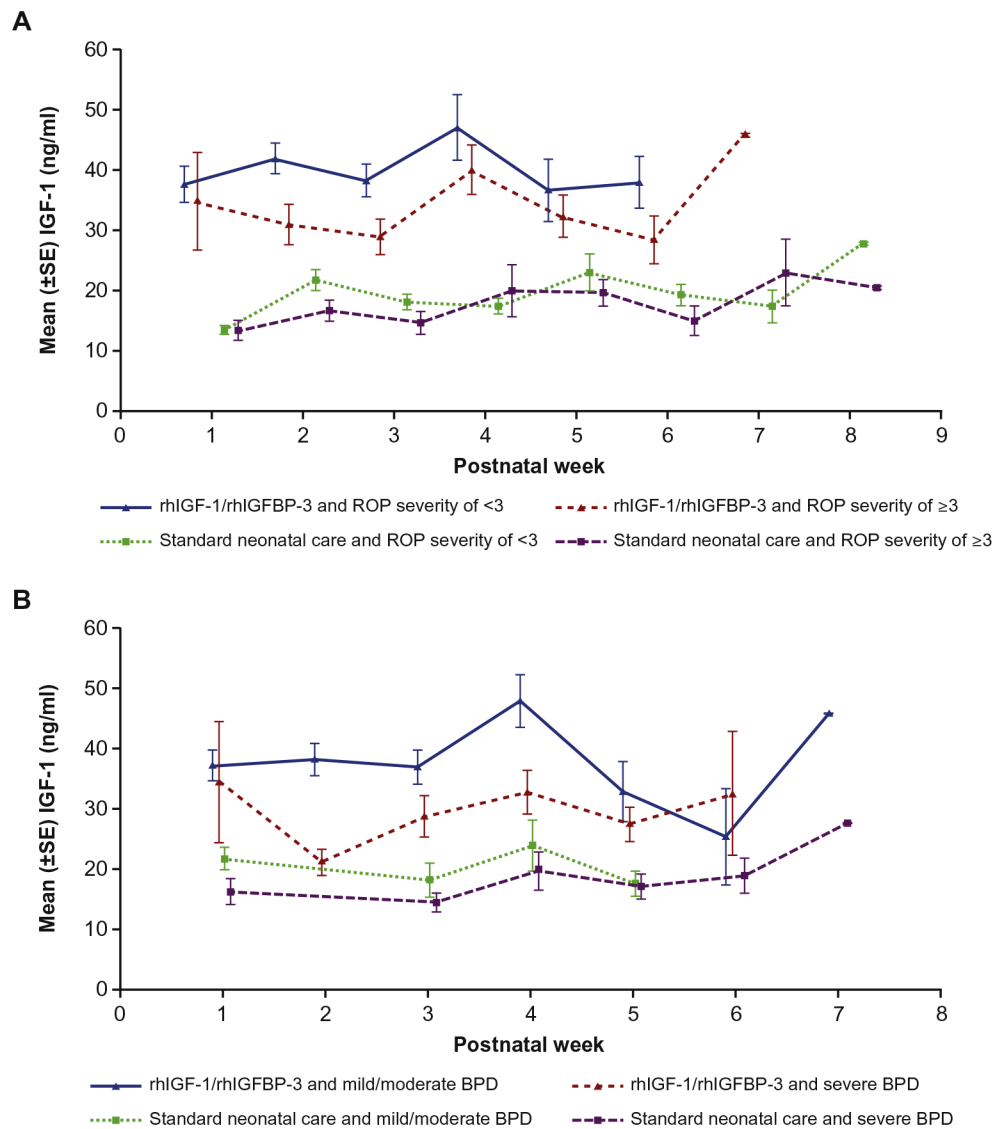 A
60
50
40
30
20
10
0
Mean (±SE) IGF-1 (ng/ml)
0 1 2 3 4 5 6 7 8 9
Postnatal week
rhIGF-1/rhIGFBP-3 and ROP severity of <3 rhIGF-1/rhIGFBP-3 and ROP severity of ≥3
Standard neonatal care and ROP severity of <3 Standard neonatal care and ROP severity of ≥3
B
60
50
40
30
20
10
0
Mean (±SE) IGF-1 (ng/ml)
0 1 2 3 4 5 6 7 8
Postnatal week
rhIGF-1/rhIGFBP-3 and mild/moderate BPD rhIGF-1/rhIGFBP-3 and severe BPD
Standard neonatal care and mild/moderate BPD Standard neonatal care and severe BPD